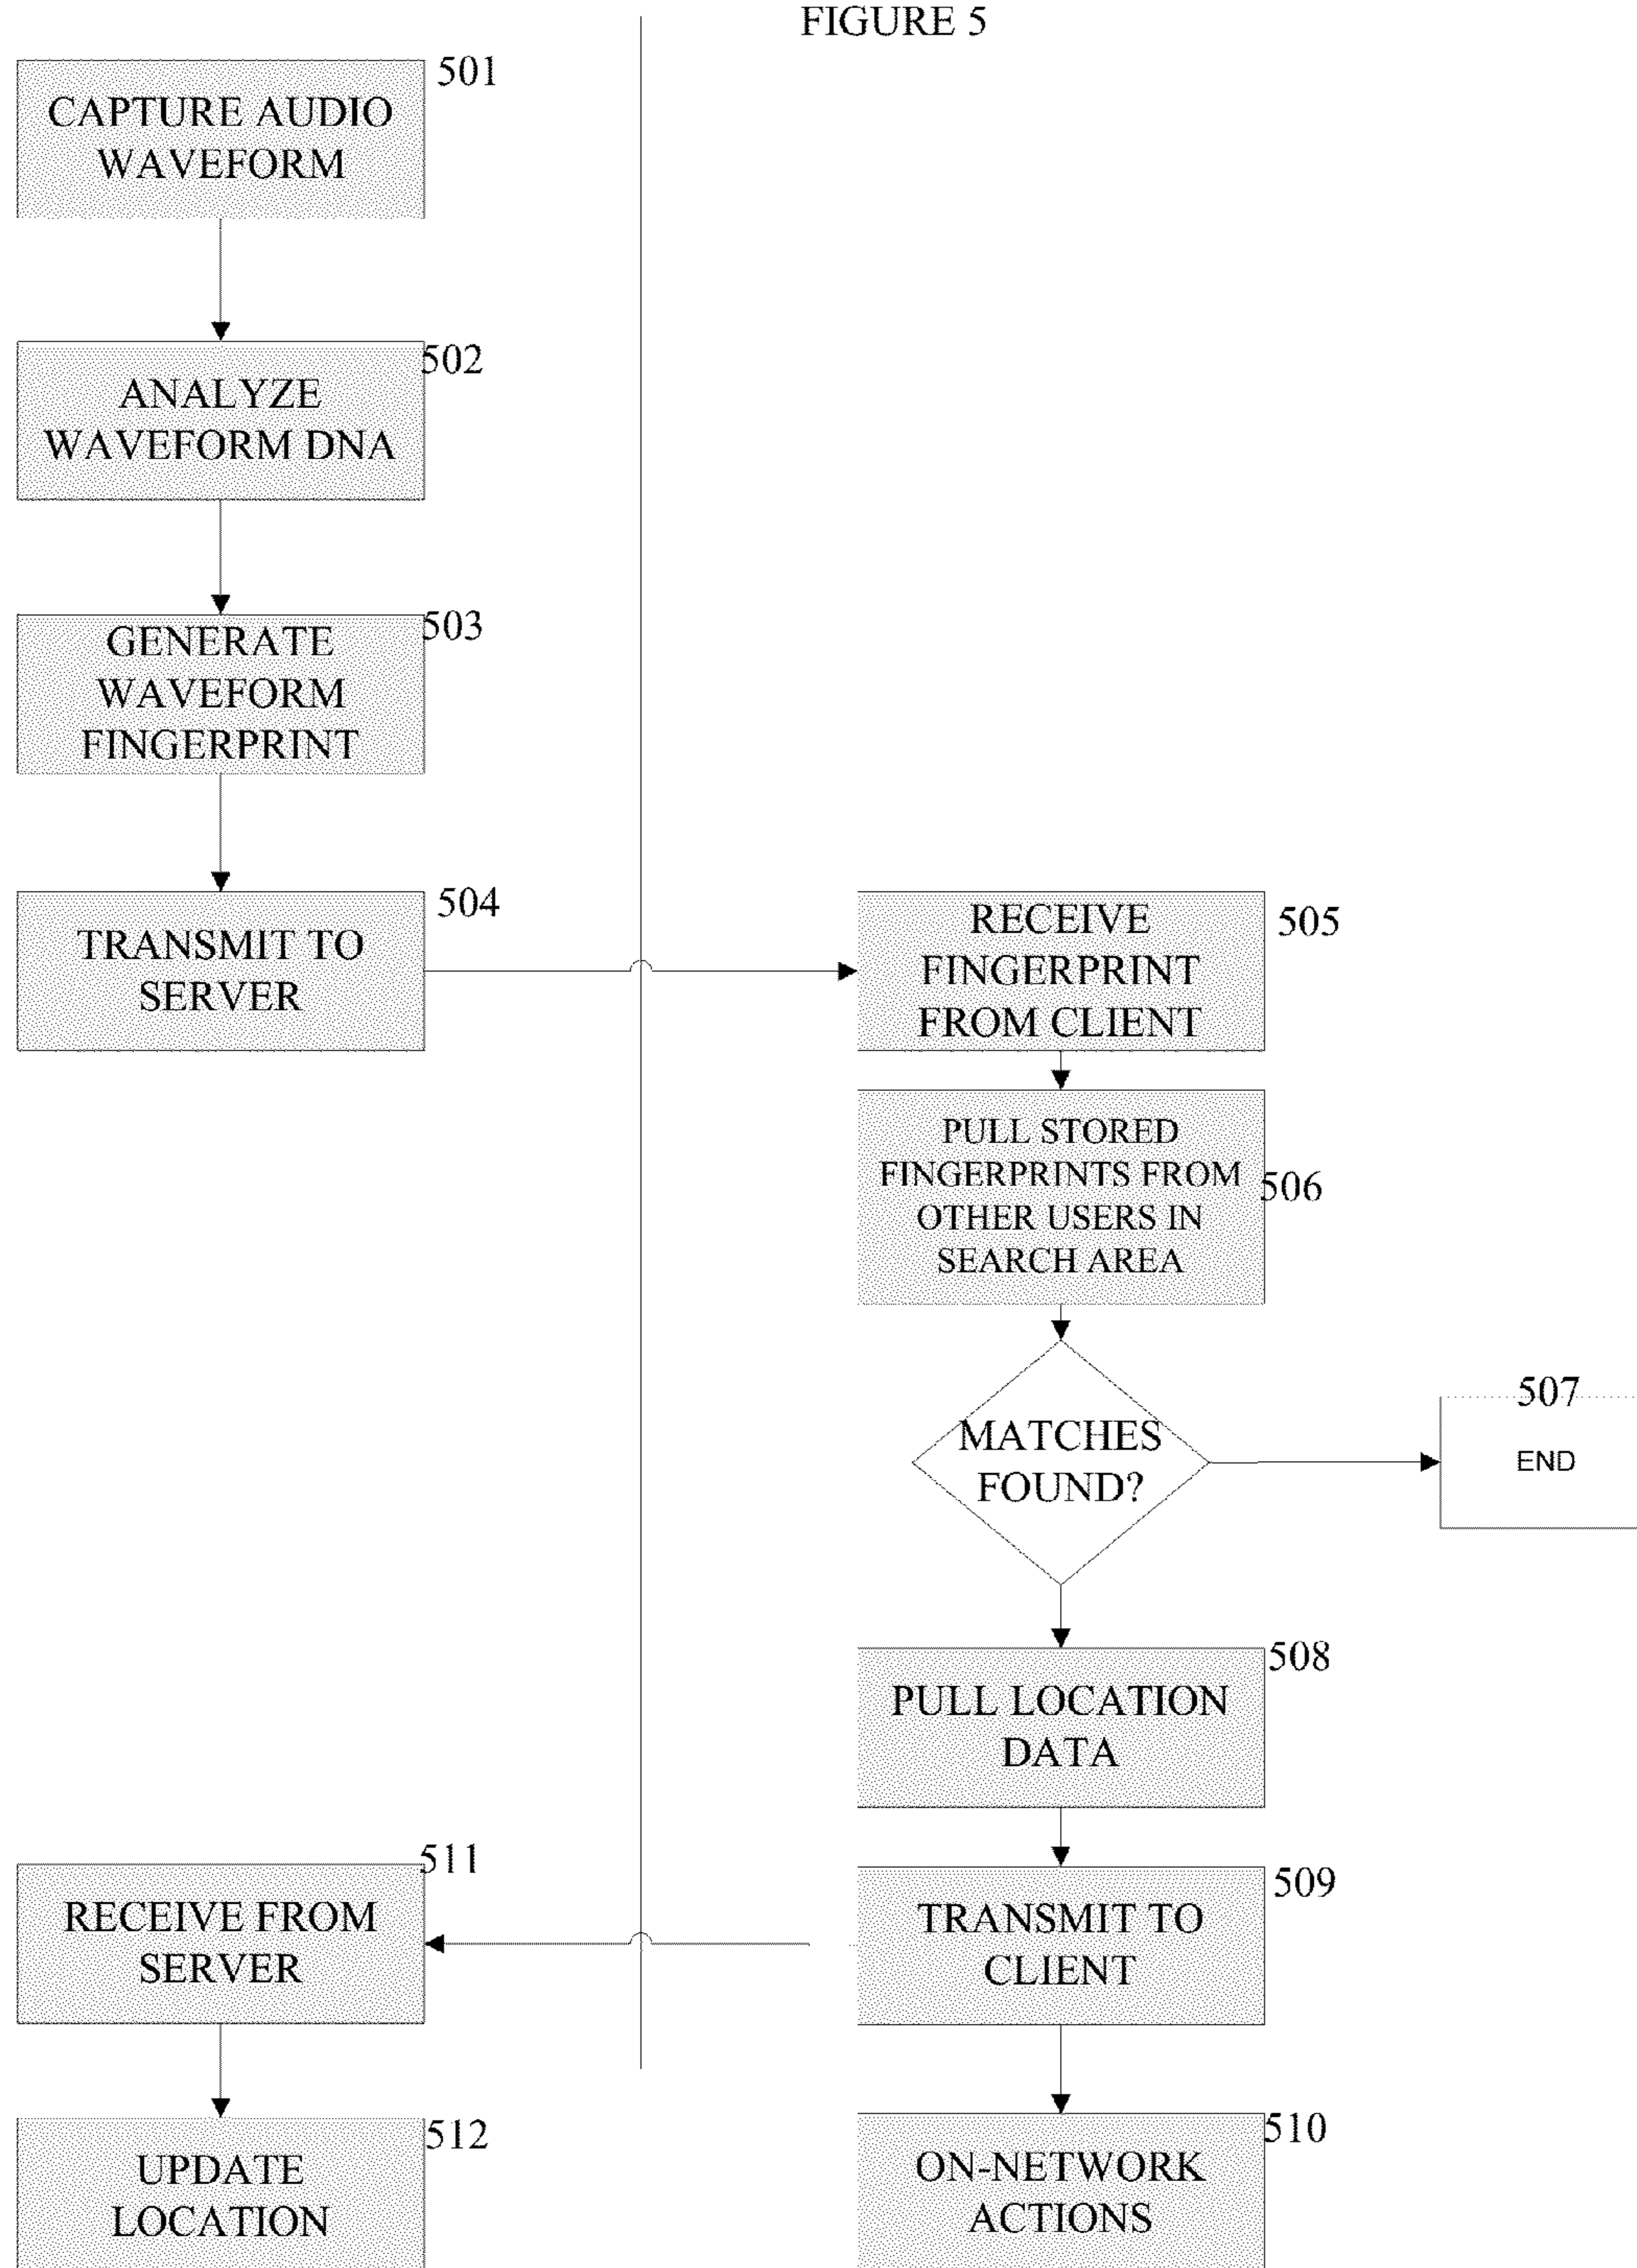 FIGURE 5
501
CAPTURE AUDIO
WAVEFORM
502
ANALYZE
WAVEFORM DNA
503
GENERATE
WAVEFORM
FINGERPRINT
504
TRANSMIT TO
SERVER
505
RECEIVE
FINGERPRINT
FROM CLIENT
506
PULL STORED
FINGERPRINTS FROM
OTHER USERS IN
SEARCH AREA
MATCHES
FOUND?
507
END
508
PULL LOCATION
DATA
509
TRANSMIT TO
CLIENT
510
ON-NETWORK
ACTIONS
511
RECEIVE FROM
SERVER
512
UPDATE
LOCATION